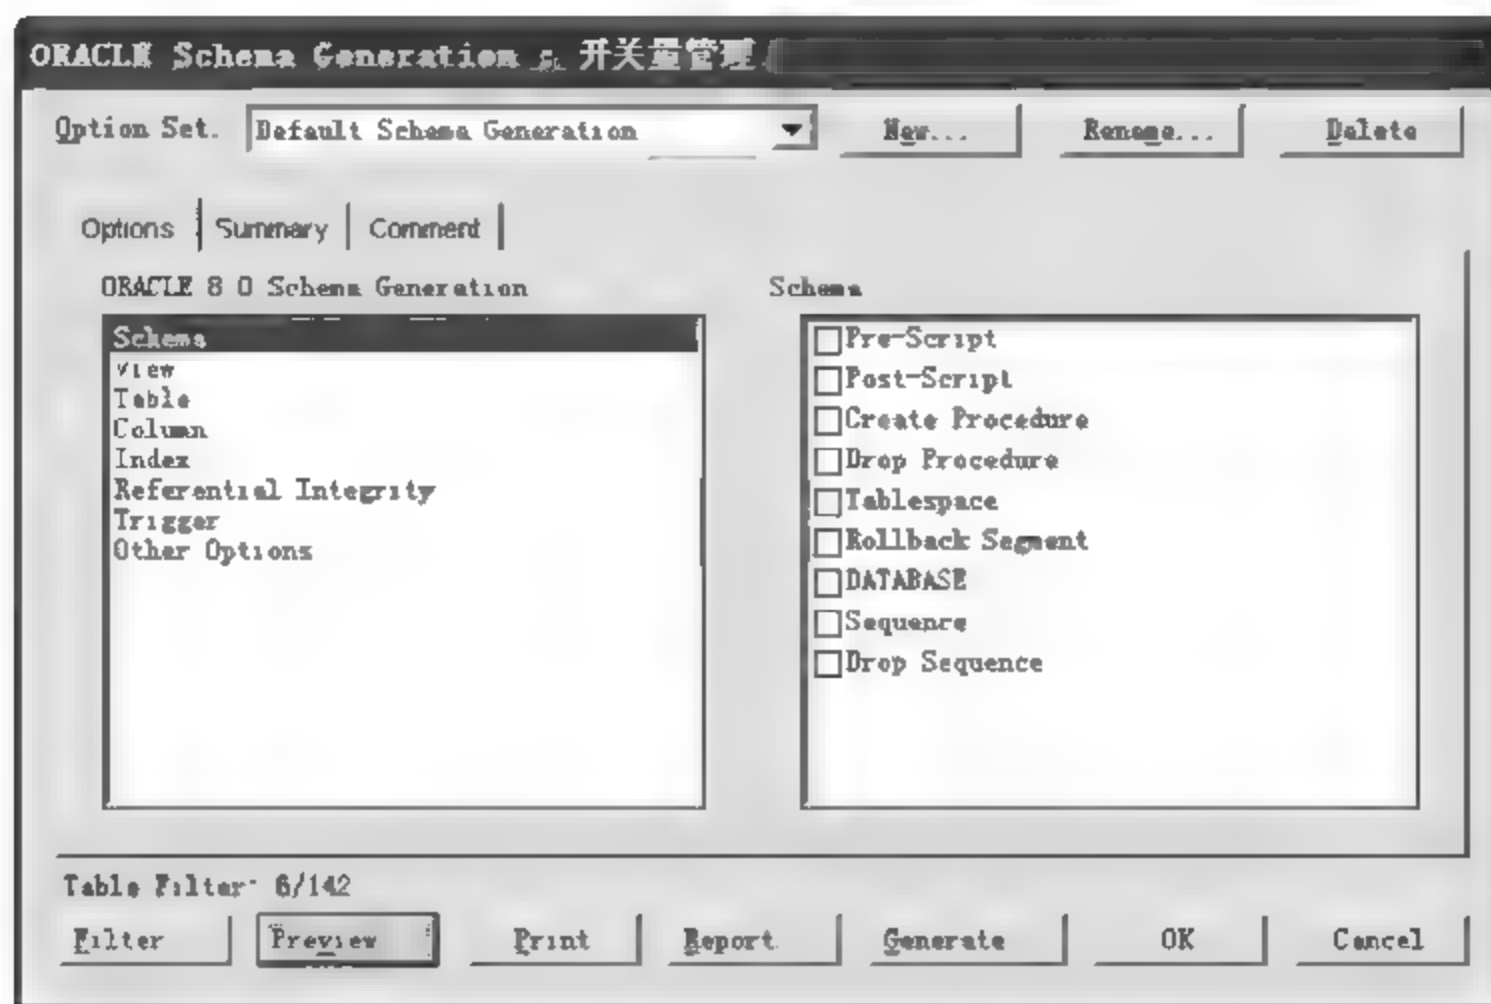 ORACLE Schema Generation 开关量管理
Option Set. Default Schema Generation New... Rename... Delete
Options Summary Comment
ORACLE 8 0 Schema Generation Schema
Schema
View
Table
Column
Index
Referential Integrity
Trigger
Other Options
Pre-Script
Post-Script
Create Procedure
Drop Procedure
Tablespace
Rollback Segment
DATABASE
Sequence
Drop Sequence
Table Filter: 6/142
Filter Preview Print Report. Generate OK Cancel